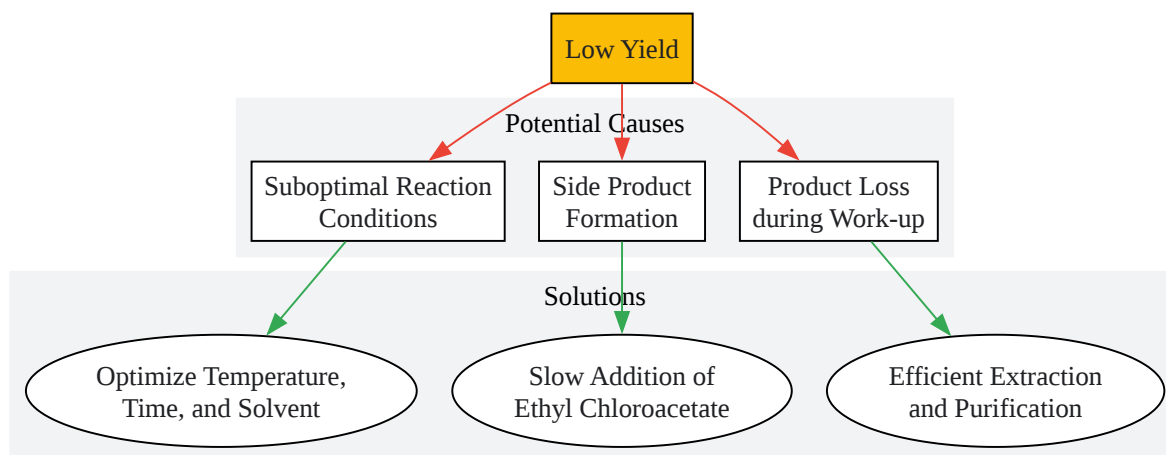 Low Yield
Potential Causes
Suboptimal Reaction
Conditions
Side Product
Formation
Product Loss
during Work-up
Solutions
Optimize Temperature,
Time, and Solvent
Slow Addition of
Ethyl Chloroacetate
Efficient Extraction
and Purification